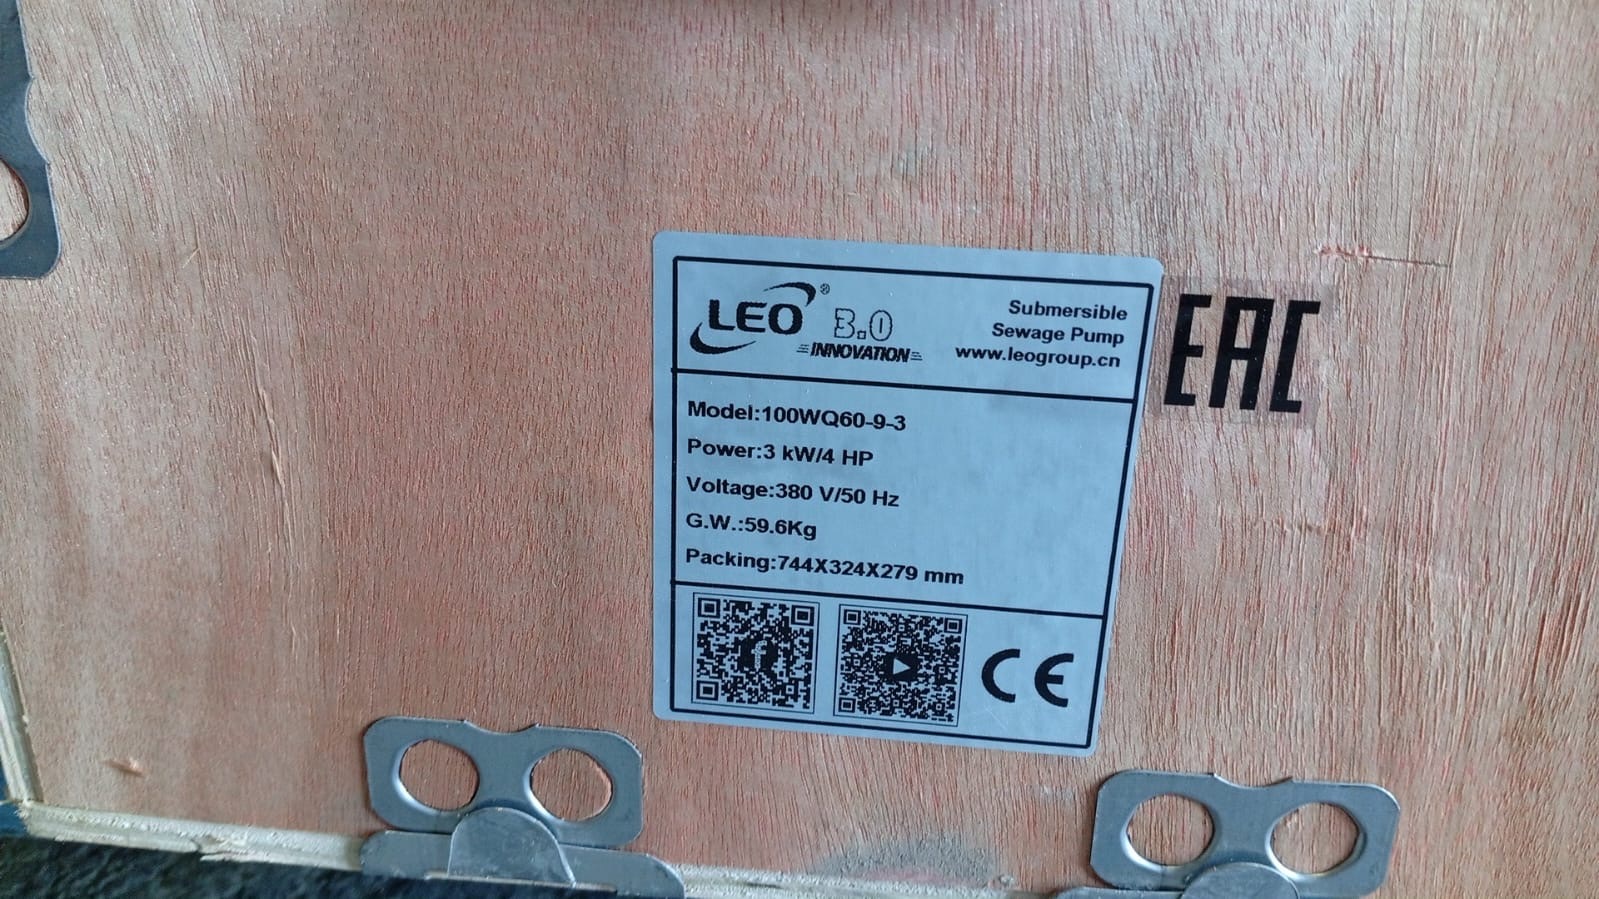 LEO® 3.0
INNOVATION
Submersible
Sewage Pump
www.leogroup.cn
EAC
Model:100WQ60-9-3
Power:3 kW/4 HP
Voltage:380 V/50 Hz
G.W.:59.6Kg
Packing:744X324X279 mm
f
CE